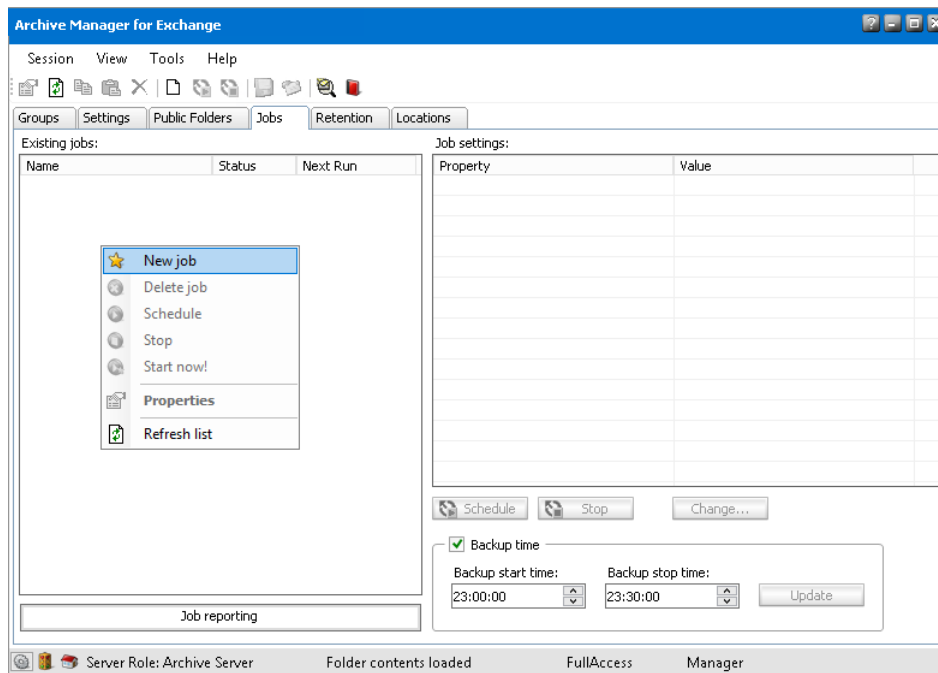 Archive Manager for Exchange
Session View Tools Help
Groups Settings Public Folders Jobs Retention Locations
Existing jobs:
Name Status Next Run
New job
Delete job
Schedule
Stop
Start now!
Properties
Refresh list
Job reporting
Job settings:
Property Value
Schedule Stop Change...
Backup time
Backup start time: Backup stop time:
23:00:00 23:30:00 Update
Server Role: Archive Server Folder contents loaded FullAccess Manager